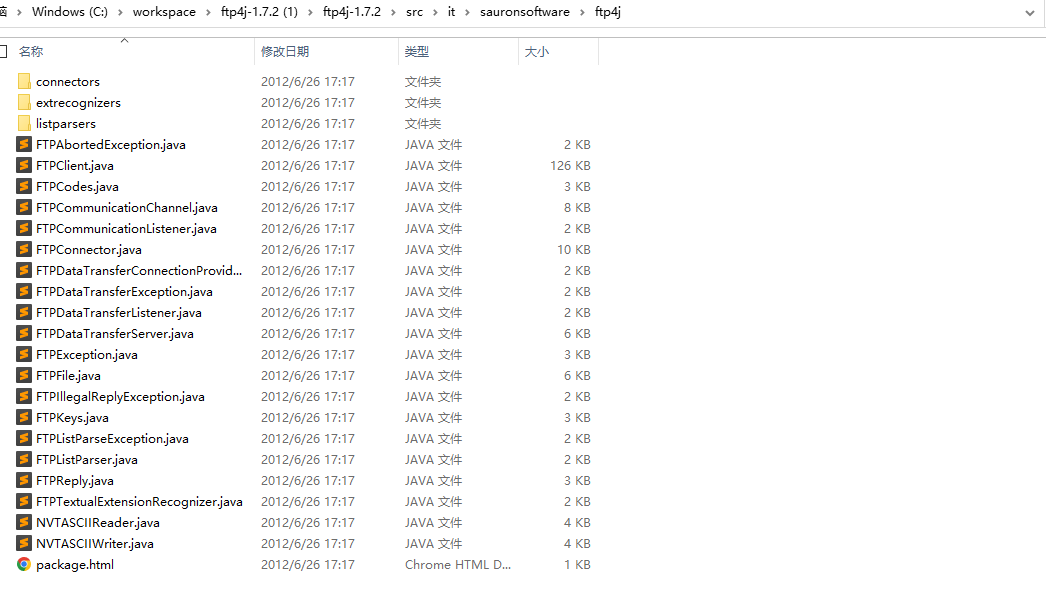 脑 > Windows (C:) > workspace > ftp4j-1.7.2 (1) > ftp4j-1.7.2 > src > it > sauronsoftware > ftp4j
名称 修改日期 类型 大小
connectors 2012/6/26 17:17 文件夹
extrecognizers 2012/6/26 17:17 文件夹
listparsers 2012/6/26 17:17 文件夹
FTPAbortedException.java 2012/6/26 17:17 JAVA 文件 2 KB
FTPClient.java 2012/6/26 17:17 JAVA 文件 126 KB
FTPCodes.java 2012/6/26 17:17 JAVA 文件 3 KB
FTPCommunicationChannel.java 2012/6/26 17:17 JAVA 文件 8 KB
FTPCommunicationListener.java 2012/6/26 17:17 JAVA 文件 2 KB
FTPConnector.java 2012/6/26 17:17 JAVA 文件 10 KB
FTPDataTransferConnectionProvid... 2012/6/26 17:17 JAVA 文件 2 KB
FTPDataTransferException.java 2012/6/26 17:17 JAVA 文件 2 KB
FTPDataTransferListener.java 2012/6/26 17:17 JAVA 文件 2 KB
FTPDataTransferServer.java 2012/6/26 17:17 JAVA 文件 6 KB
FTPException.java 2012/6/26 17:17 JAVA 文件 3 KB
FTPFile.java 2012/6/26 17:17 JAVA 文件 6 KB
FTPIllegalReplyException.java 2012/6/26 17:17 JAVA 文件 2 KB
FTPKeys.java 2012/6/26 17:17 JAVA 文件 3 KB
FTPListParseException.java 2012/6/26 17:17 JAVA 文件 2 KB
FTPListParser.java 2012/6/26 17:17 JAVA 文件 2 KB
FTPReply.java 2012/6/26 17:17 JAVA 文件 3 KB
FTPTextualExtensionRecognizer.java 2012/6/26 17:17 JAVA 文件 2 KB
NVTASCIIReader.java 2012/6/26 17:17 JAVA 文件 4 KB
NVTASCIIWriter.java 2012/6/26 17:17 JAVA 文件 4 KB
package.html 2012/6/26 17:17 Chrome HTML D... 1 KB